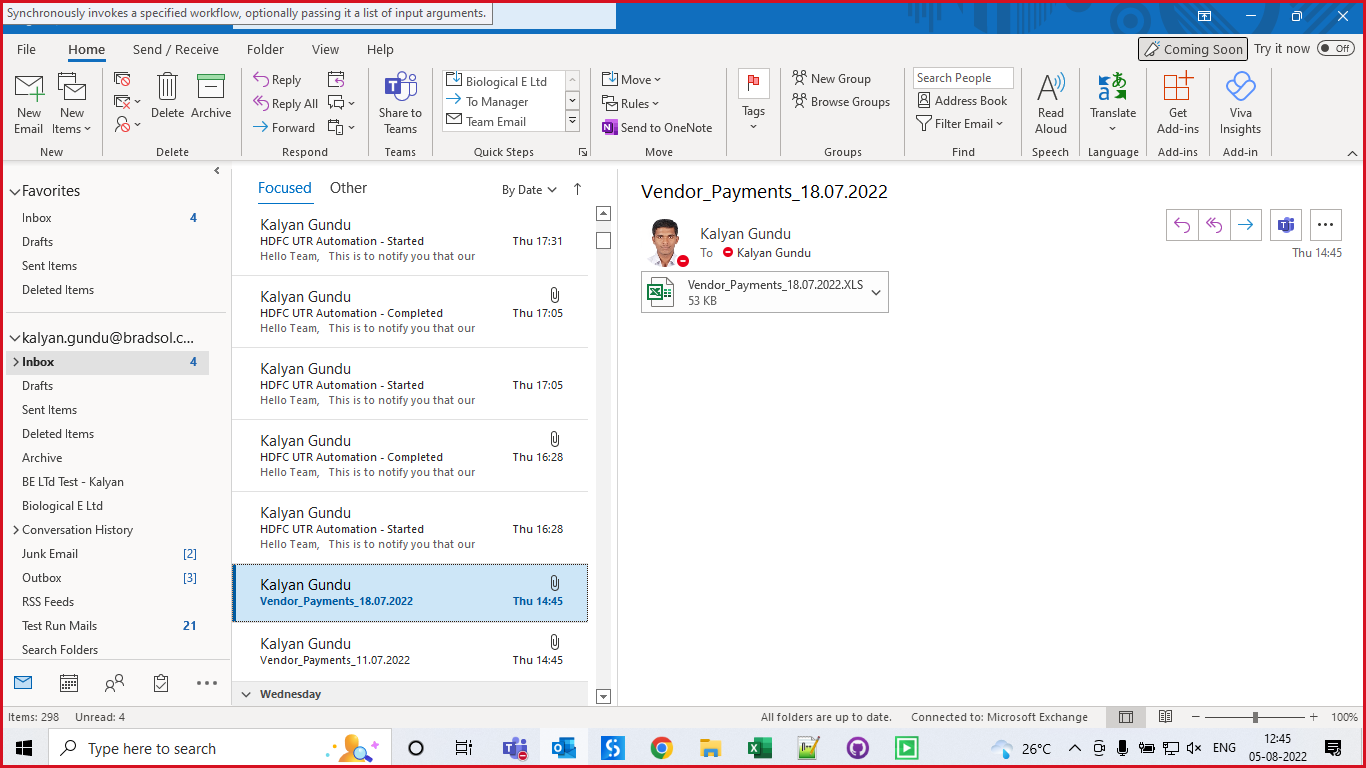 Synchronously invokes a specified workflow, optionally passing it a list of input arguments.
File Home Send / Receive Folder View Help
Coming Soon Try it now Off
New Email
New Items
New
Delete
Archive
Delete
Reply
Reply All
Forward
Respond
Share to Teams
Teams
Biological E Ltd
To Manager
Team Email
Quick Steps
Move
Rules
Send to OneNote
Move
Tags
New Group
Browse Groups
Groups
Search People
Address Book
Filter Email
Find
Read Aloud
Speech
Translate
Language
Get Add-ins
Add-ins
Viva Insights
Add-in
Favorites
Inbox 4
Drafts
Sent Items
Deleted Items
kalyan.gundu@bradsol.c...
Inbox 4
Drafts
Sent Items
Deleted Items
Archive
BE LTd Test - Kalyan
Biological E Ltd
Conversation History
Junk Email [2]
Outbox [3]
RSS Feeds
Test Run Mails 21
Search Folders
Focused Other By Date
Kalyan Gundu
HDFC UTR Automation - Started Thu 17:31
Hello Team, This is to notify you that our
Kalyan Gundu
HDFC UTR Automation - Completed Thu 17:05
Hello Team, This is to notify you that our
Kalyan Gundu
HDFC UTR Automation - Started Thu 17:05
Hello Team, This is to notify you that our
Kalyan Gundu
HDFC UTR Automation - Completed Thu 16:28
Hello Team, This is to notify you that our
Kalyan Gundu
HDFC UTR Automation - Started Thu 16:28
Hello Team, This is to notify you that our
Kalyan Gundu
Vendor_Payments_18.07.2022 Thu 14:45
Kalyan Gundu
Vendor_Payments_11.07.2022 Thu 14:45
Wednesday
Vendor_Payments_18.07.2022
Kalyan Gundu
To Kalyan Gundu
Thu 14:45
Vendor_Payments_18.07.2022.XLS
53 KB
Items: 298 Unread: 4 All folders are up to date. Connected to: Microsoft Exchange 100%
Type here to search 26°C ENG 12:45
05-08-2022